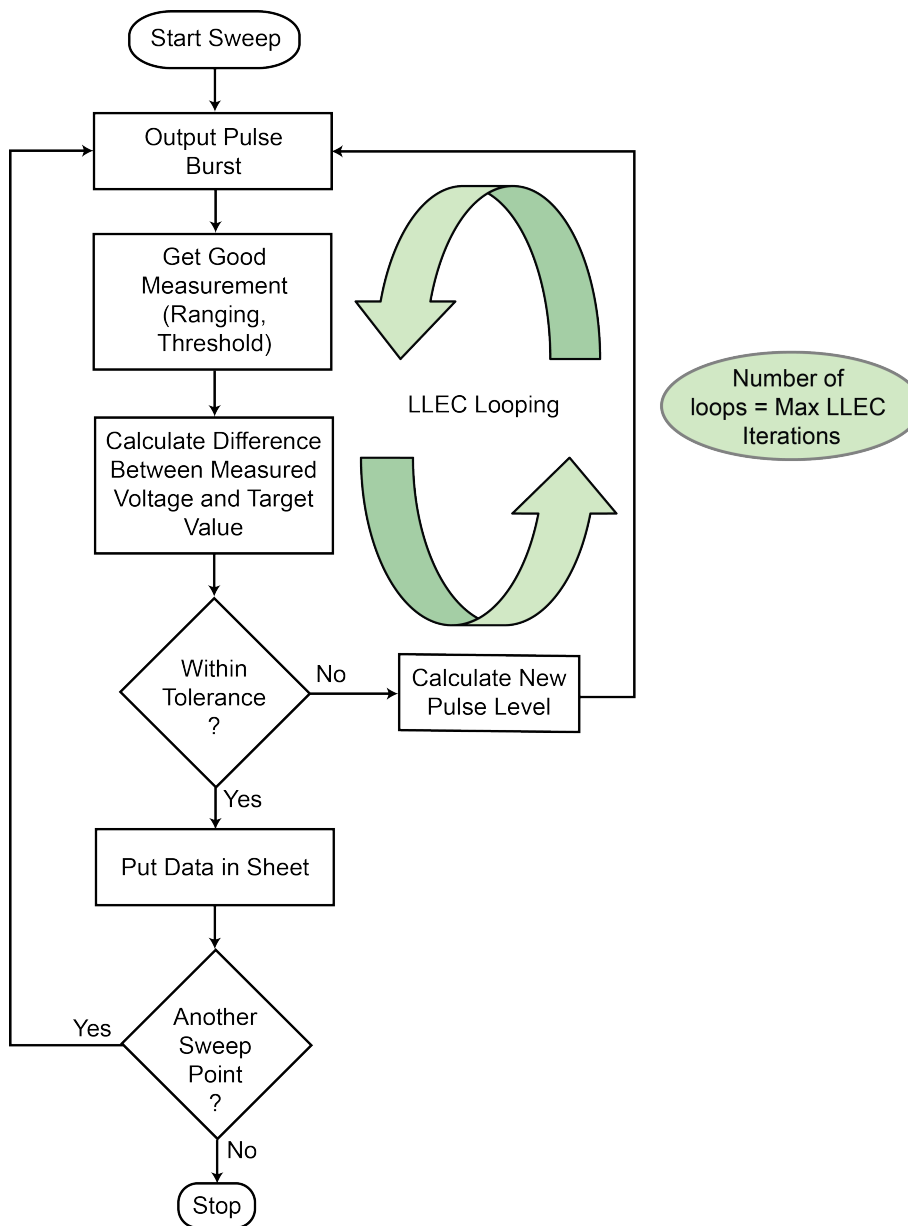 Start Sweep
Output Pulse
Burst
Get Good
Measurement
(Ranging,
Threshold)
LLEC Looping
Number of
loops = Max LLEC
Iterations
Calculate Difference
Between Measured
Voltage and Target
Value
Within
Tolerance
?
No
Calculate New
Pulse Level
Yes
Put Data in Sheet
Another
Sweep
Point
?
Yes
No
Stop